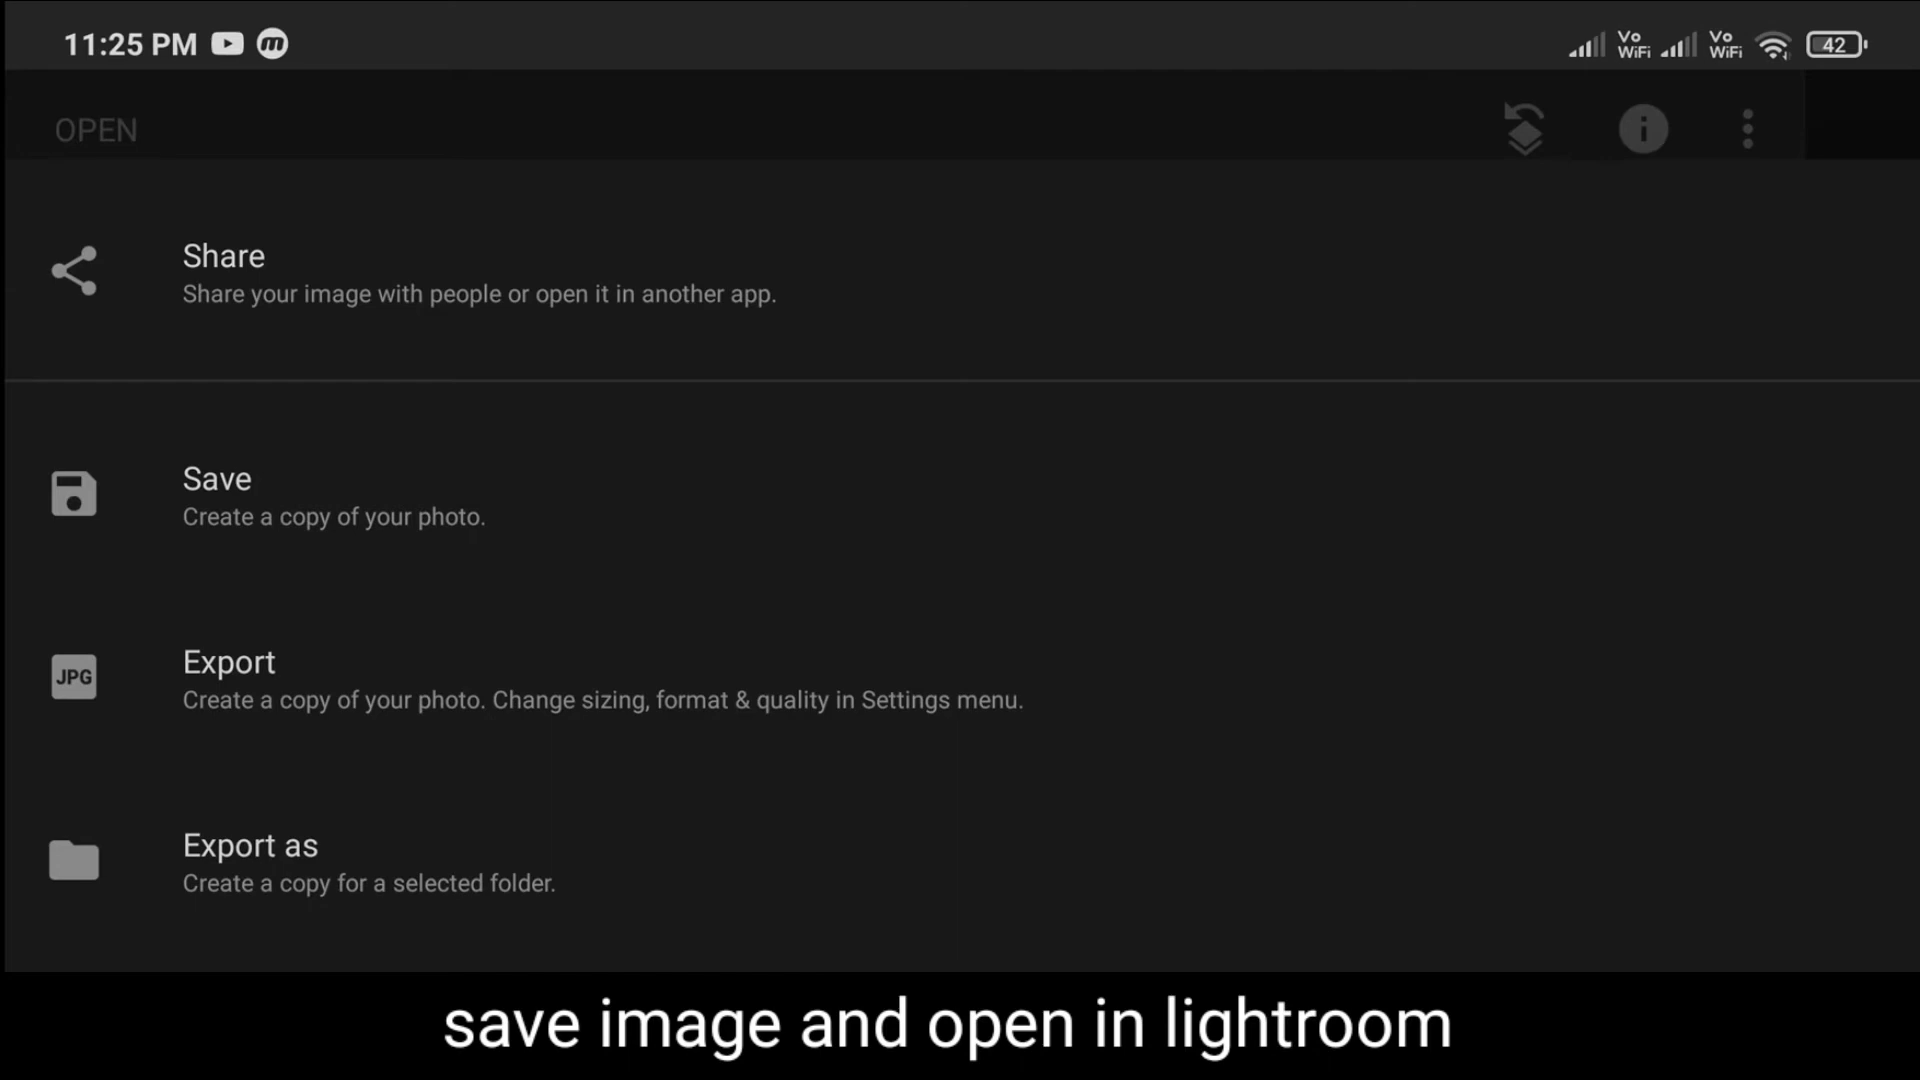 11:25 PM
Vo WiFi
Vo WiFi
42
OPEN
Share
Share your image with people or open it in another app.
Save
Create a copy of your photo.
JPG
Export
Create a copy of your photo. Change sizing, format & quality in Settings menu.
Export as
Create a copy for a selected folder.
save image and open in lightroom